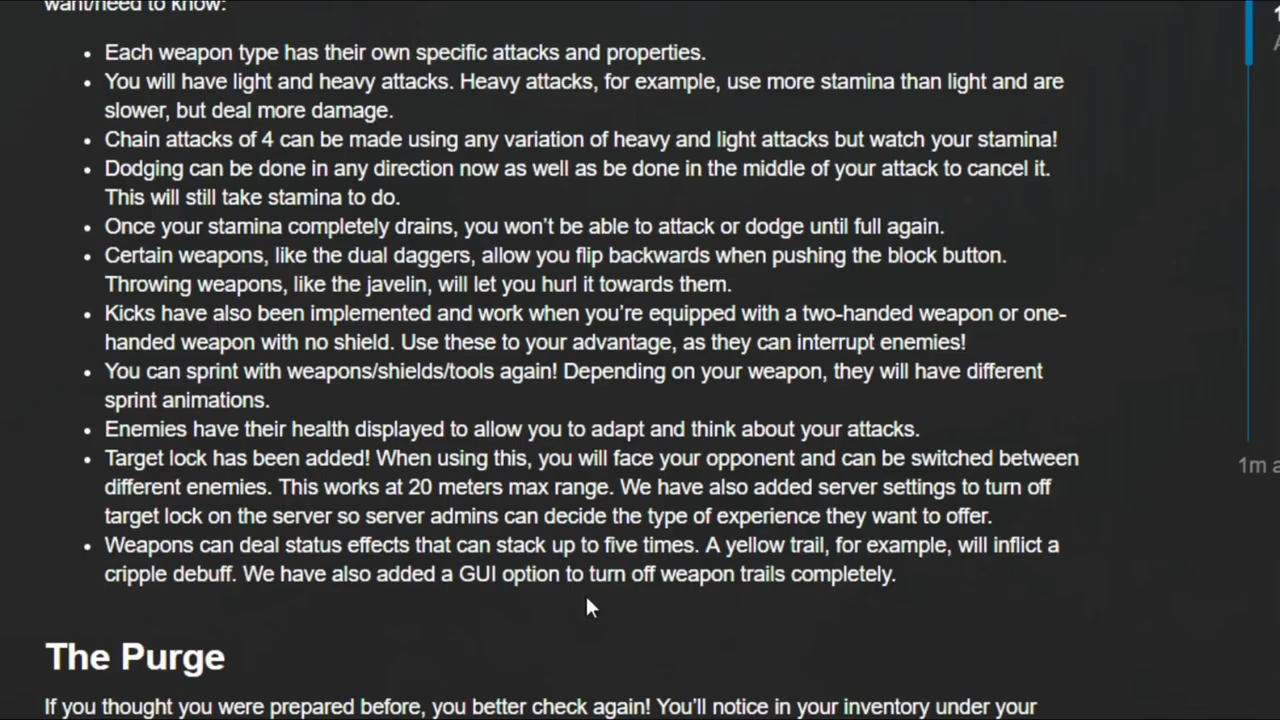 want/need to know:
Each weapon type has their own specific attacks and properties.
You will have light and heavy attacks. Heavy attacks, for example, use more stamina than light and are
slower, but deal more damage.
Chain attacks of 4 can be made using any variation of heavy and light attacks but watch your stamina!
Dodging can be done in any direction now as well as be done in the middle of your attack to cancel it.
This will still take stamina to do.
Once your stamina completely drains, you won't be able to attack or dodge until full again.
Certain weapons, like the dual daggers, allow you flip backwards when pushing the block button.
Throwing weapons, like the javelin, will let you hurl it towards them.
Kicks have also been implemented and work when you're equipped with a two-handed weapon or one-
handed weapon with no shield. Use these to your advantage, as they can interrupt enemies!
You can sprint with weapons/shields/tools again! Depending on your weapon, they will have different
sprint animations.
Enemies have their health displayed to allow you to adapt and think about your attacks.
Target lock has been added! When using this, you will face your opponent and can be switched between
different enemies. This works at 20 meters max range. We have also added server settings to turn off
target lock on the server so server admins can decide the type of experience they want to offer.
Weapons can deal status effects that can stack up to five times. A yellow trail, for example, will inflict a
cripple debuff. We have also added a GUI option to turn off weapon trails completely.
The Purge
If you thought you were prepared before, you better check again! You'll notice in your inventory under your
1m